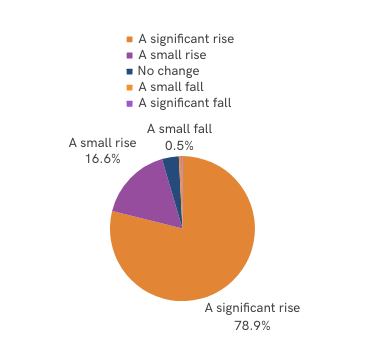 A significant rise
A small rise
No change
A small fall
A significant fall
A small fall
0.5%
A small rise
16.6%
A significant rise
78.9%